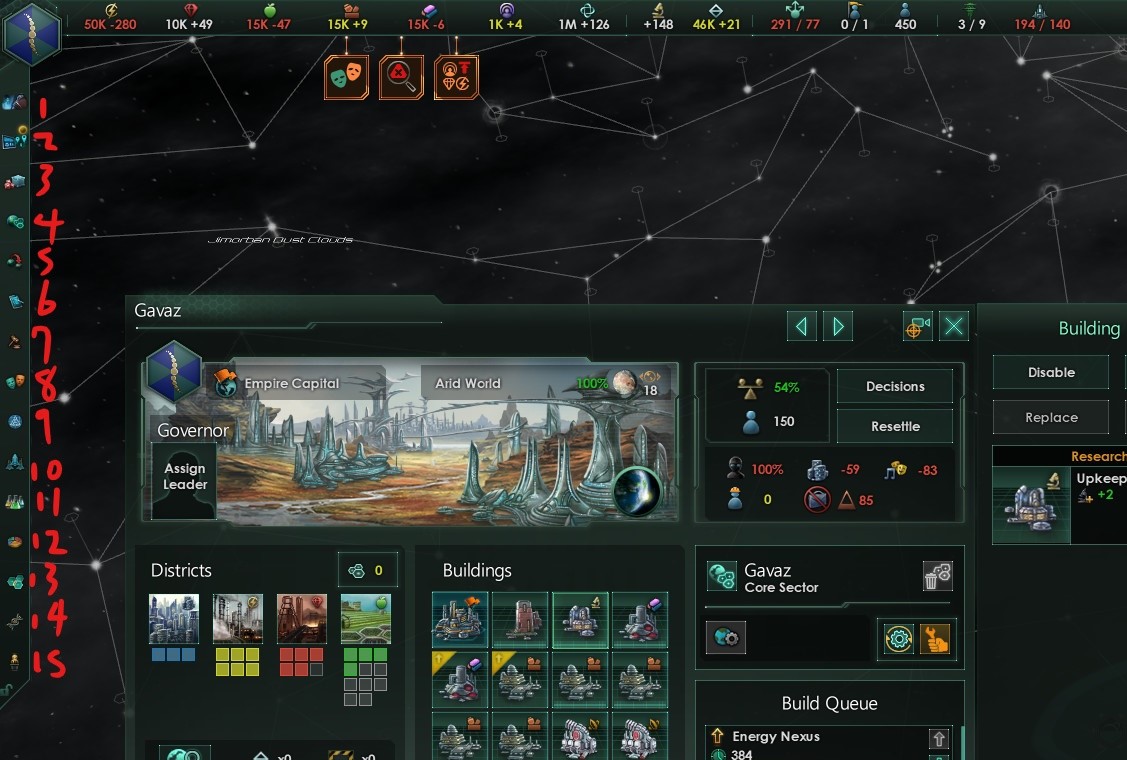 50K -280 10K +49 15K -47 15K +9 15K -6 1K +4 1M +126 +148 46K +21 291 / 77 0 / 1 450 3 / 9 194 / 140
1
2
3
4
5
6
7
8
9
10
11
12
13
14
15
Jimarban Dust Clouds
Gavaz
Empire Capital
Arid World
100%
18
Governor
Assign
Leader
54%
150
Decisions
Resettle
100% -59 -83
0 85
Building
Disable
Replace
Research
Upkeep
+2
Districts
0
Buildings
Gavaz
Core Sector
Build Queue
Energy Nexus
384
x0 x0